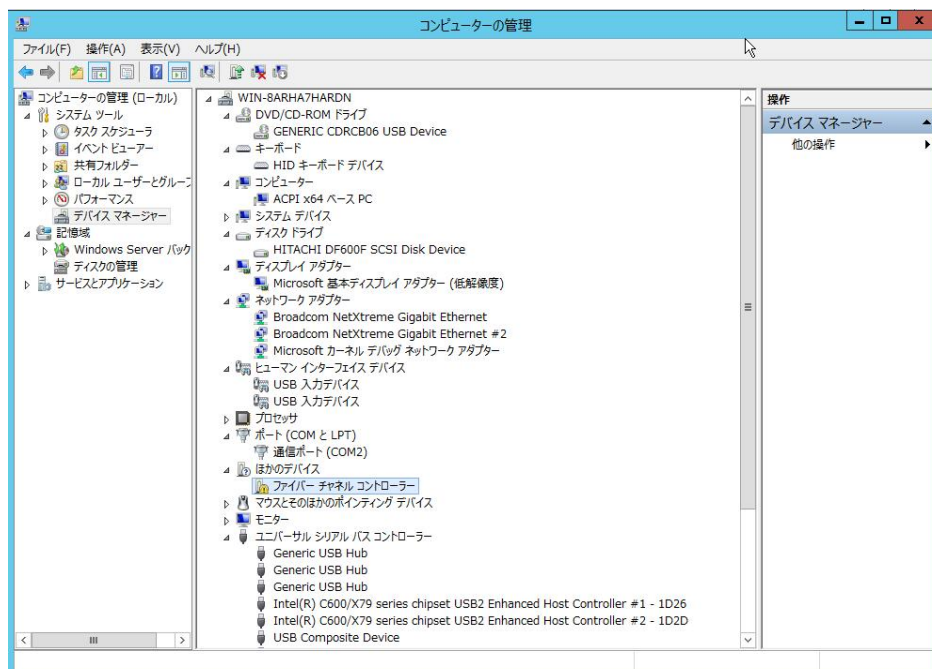 コンピューターの管理
ファイル(F) 操作(A) 表示(V) ヘルプ(H)
コンピューターの管理 (ローカル)
システム ツール
タスク スケジューラ
イベント ビューアー
共有フォルダー
ローカル ユーザーとグルーフ
パフォーマンス
デバイス マネージャー
記憶域
Windows Server バック
ディスクの管理
サービスとアプリケーション
WIN-8ARHA7HARDN
DVD/CD-ROM ドライブ
GENERIC CDRCB06 USB Device
キーボード
HID キーボード デバイス
コンピューター
ACPI x64 ベース PC
システム デバイス
ディスク ドライブ
HITACHI DF600F SCSI Disk Device
ディスプレイ アダプター
Microsoft 基本ディスプレイ アダプター (低解像度)
ネットワーク アダプター
Broadcom NetXtreme Gigabit Ethernet
Broadcom NetXtreme Gigabit Ethernet #2
Microsoft カーネル デバッグ ネットワーク アダプター
ヒューマン インターフェイス デバイス
USB 入力デバイス
USB 入力デバイス
プロセッサ
ポート (COM と LPT)
通信ポート (COM2)
ほかのデバイス
ファイバー チャネル コントローラー
マウスとそのほかのポインティング デバイス
モニター
ユニバーサル シリアル バス コントローラー
Generic USB Hub
Generic USB Hub
Generic USB Hub
Intel(R) C600/X79 series chipset USB2 Enhanced Host Controller #1 - 1D26
Intel(R) C600/X79 series chipset USB2 Enhanced Host Controller #2 - 1D2D
USB Composite Device
操作
デバイス マネージャー
他の操作